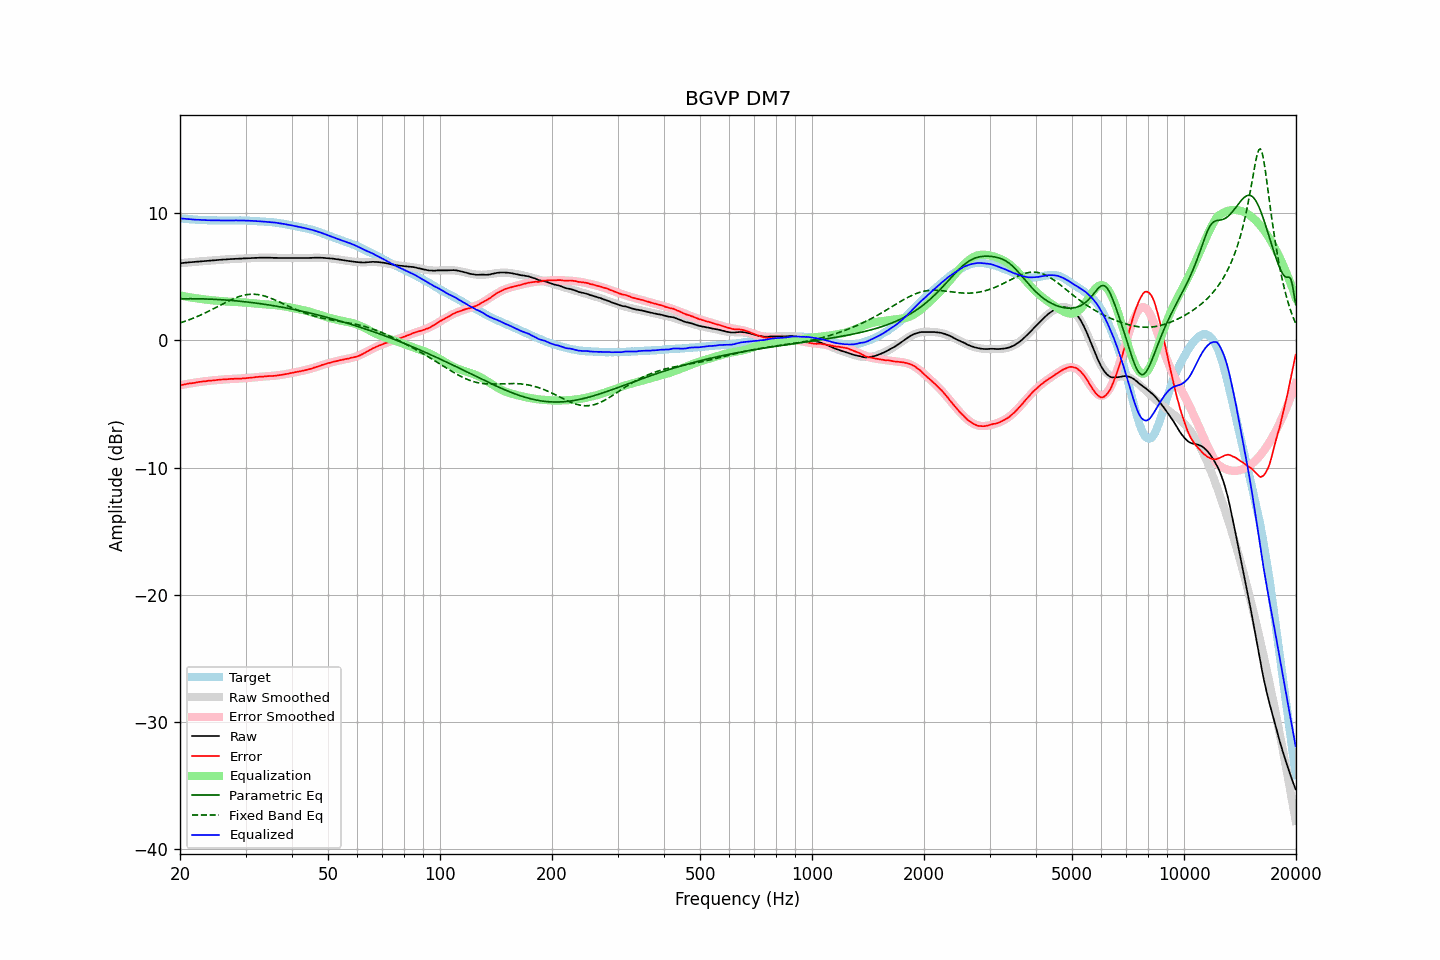 BGVP DM7
Amplitude (dBr)
10
0
−10
−20
−30
−40
Target
Raw Smoothed
Error Smoothed
Raw
Error
Equalization
Parametric Eq
Fixed Band Eq
Equalized
20 50 100 200 500 1000 2000 5000 10000 20000
Frequency (Hz)